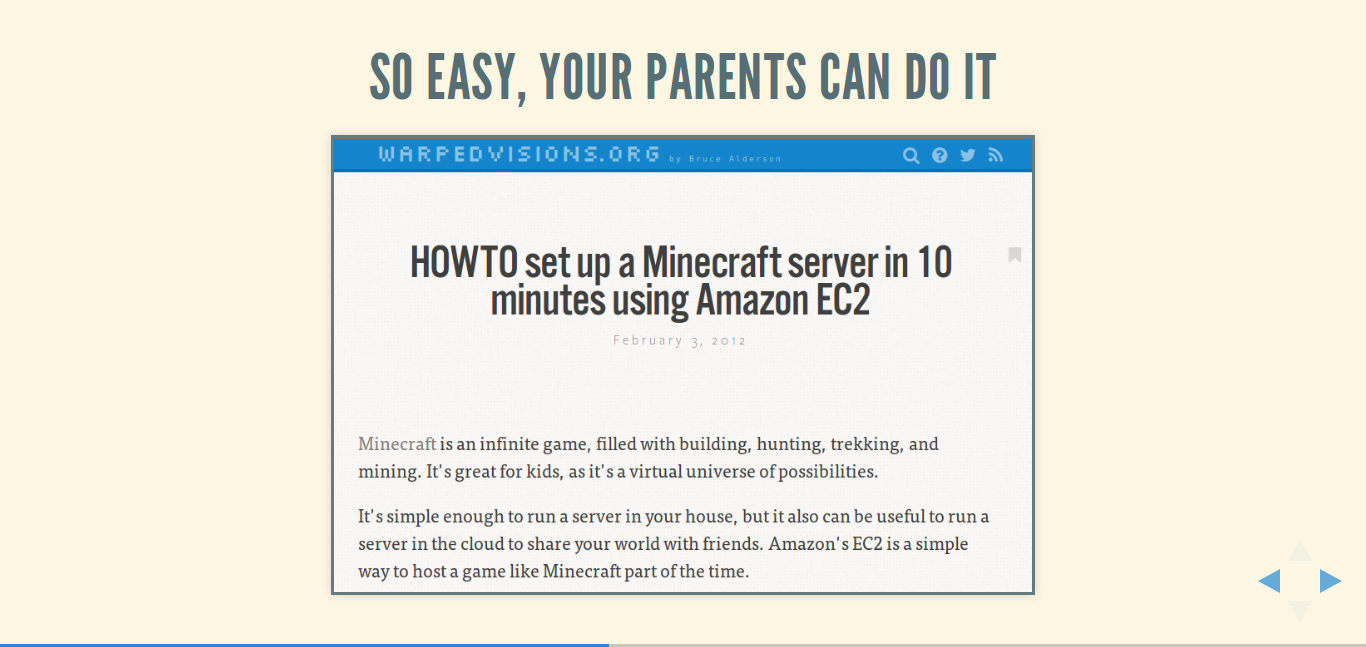 SO EASY, YOUR PARENTS CAN DO IT
WARPEDVISIONS.ORG by Bruce Alderson
HOWTO set up a Minecraft server in 10
minutes using Amazon EC2
February 3, 2012
Minecraft is an infinite game, filled with building, hunting, trekking, and
mining. It's great for kids, as it's a virtual universe of possibilities.
It's simple enough to run a server in your house, but it also can be useful to run a
server in the cloud to share your world with friends. Amazon's EC2 is a simple
way to host a game like Minecraft part of the time.